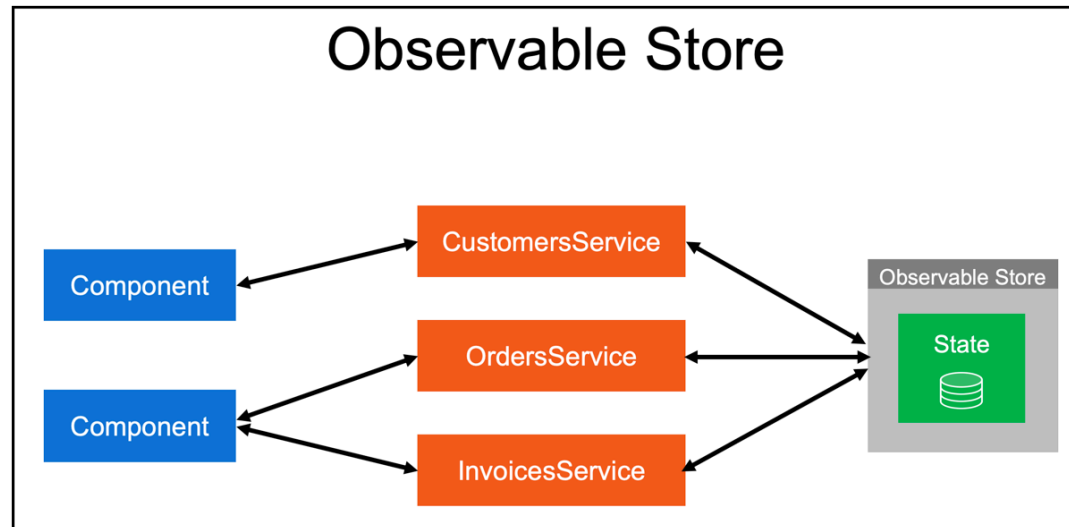 Observable Store
CustomersService
Component
Observable Store
OrdersService
State
Component
InvoicesService